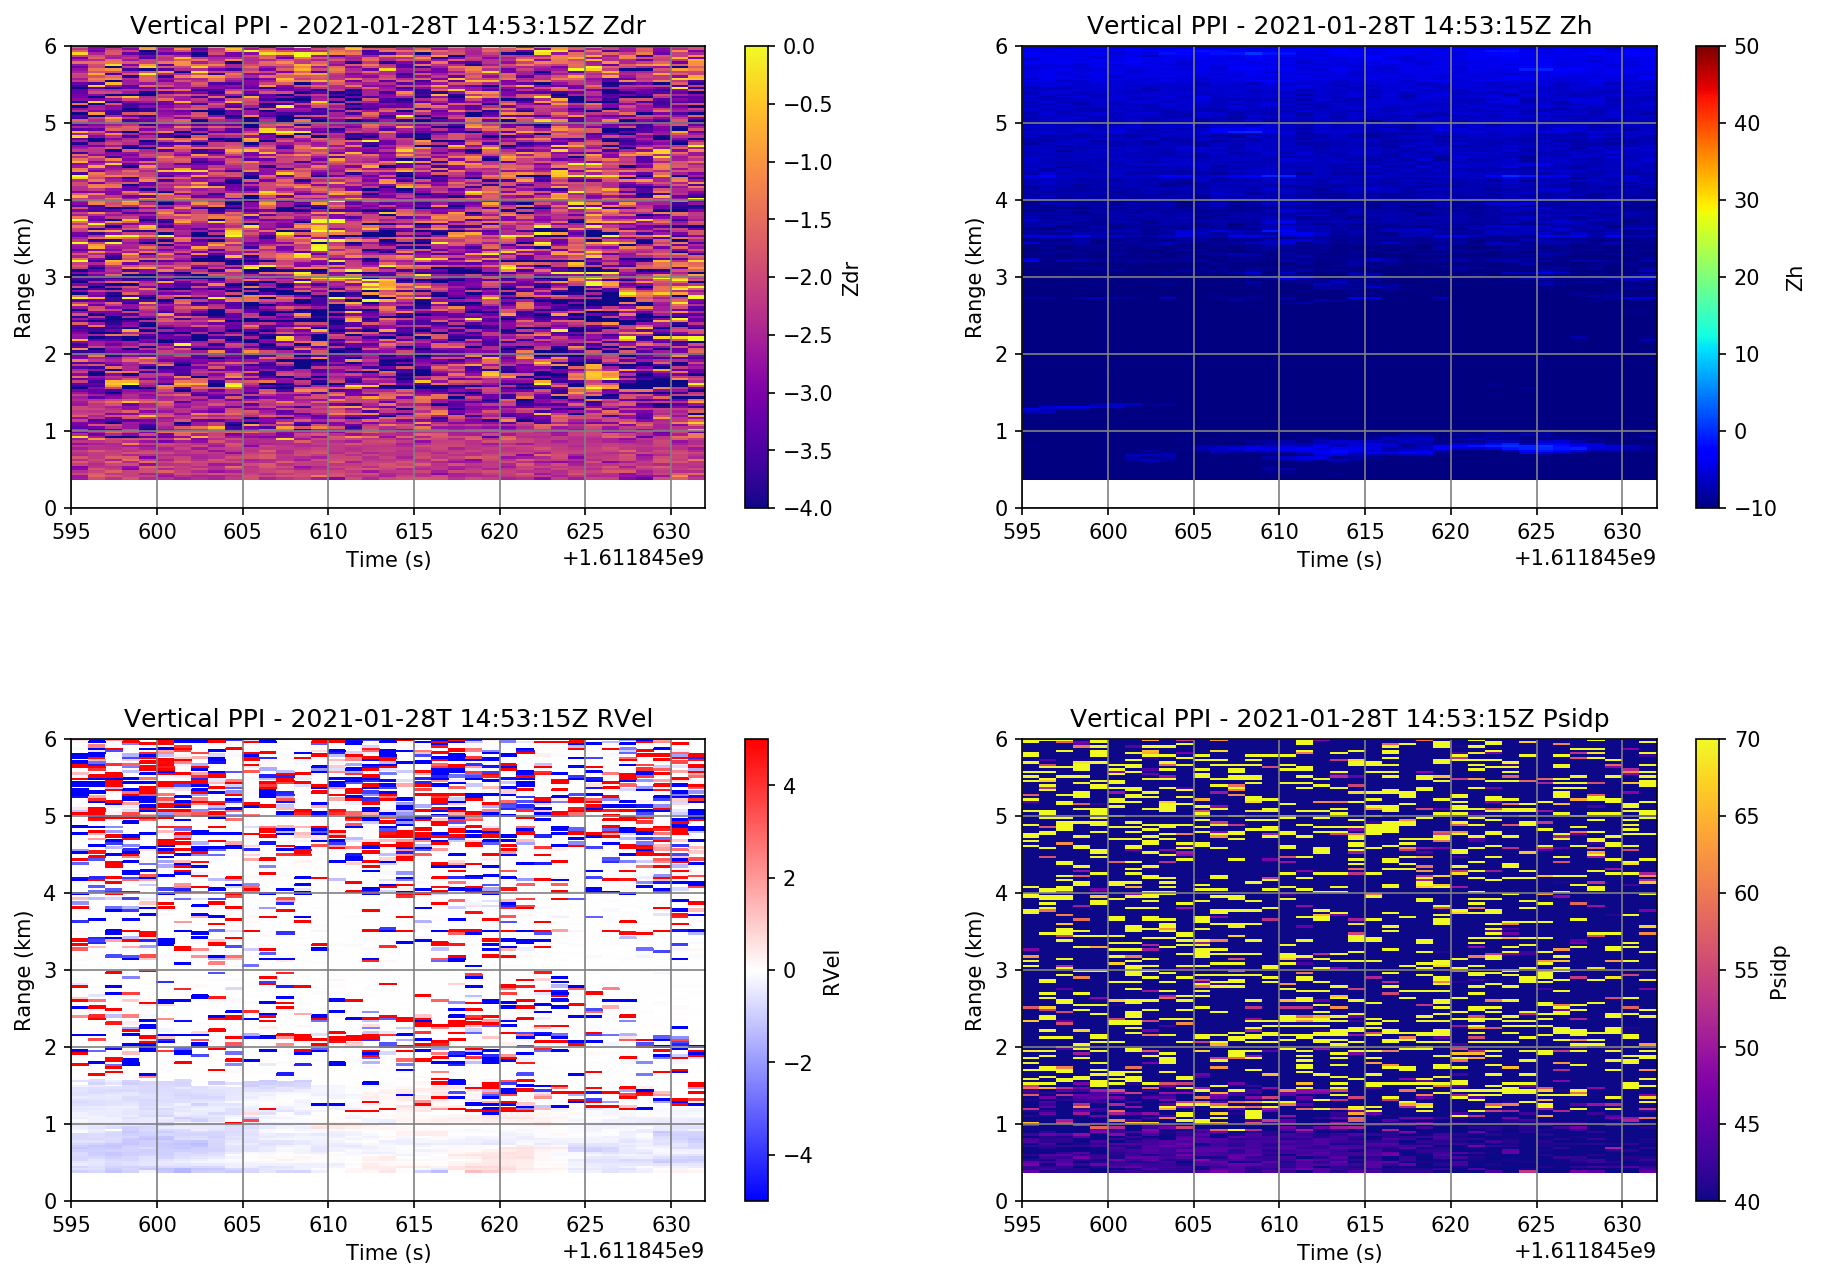 Vertical PPI - 2021-01-28T 14:53:15Z Zdr
6
5
4
3
2
1
0
Range (km)
595 600 605 610 615 620 625 630
Time (s)
+1.611845e9
0.0
−0.5
−1.0
−1.5
−2.0
−2.5
−3.0
−3.5
−4.0
Zdr
Vertical PPI - 2021-01-28T 14:53:15Z Zh
6
5
4
3
2
1
0
Range (km)
595 600 605 610 615 620 625 630
Time (s)
+1.611845e9
50
40
30
20
10
0
−10
Zh
Vertical PPI - 2021-01-28T 14:53:15Z RVel
6
5
4
3
2
1
0
Range (km)
595 600 605 610 615 620 625 630
Time (s)
+1.611845e9
4
2
0
−2
−4
RVel
Vertical PPI - 2021-01-28T 14:53:15Z Psidp
6
5
4
3
2
1
0
Range (km)
595 600 605 610 615 620 625 630
Time (s)
+1.611845e9
70
65
60
55
50
45
40
Psidp